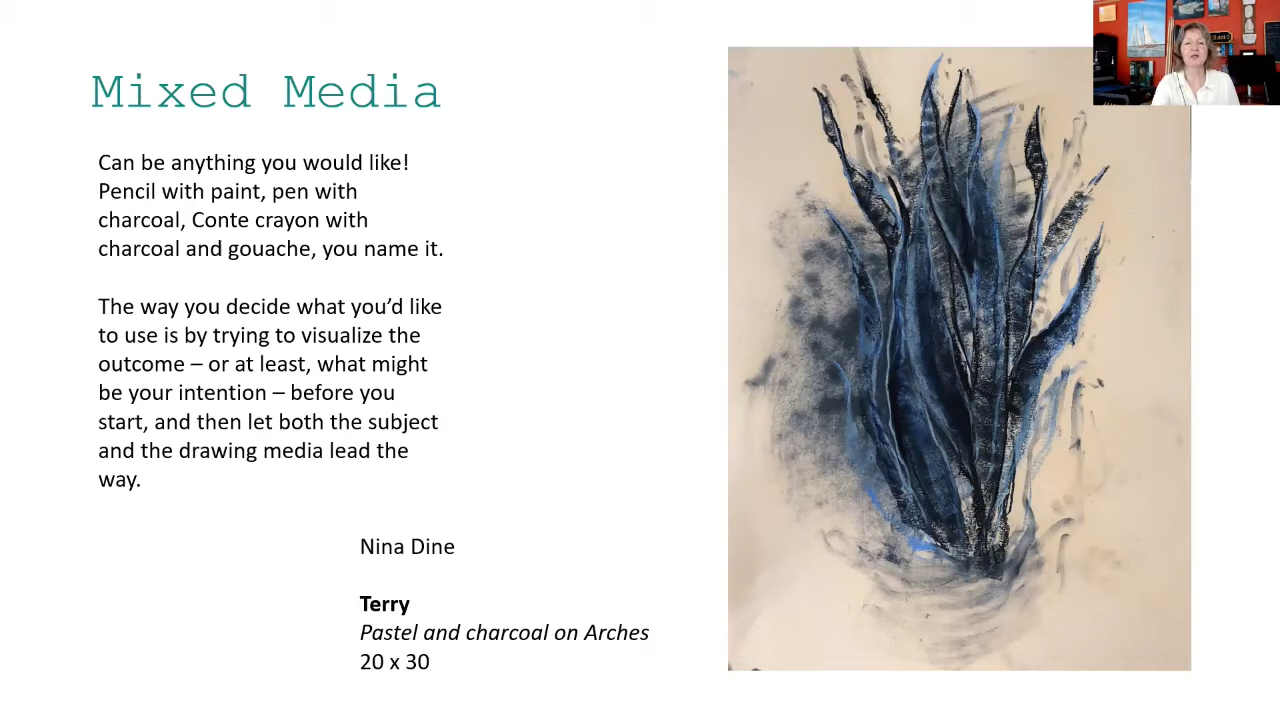 Mixed Media
Can be anything you would like!
Pencil with paint, pen with
charcoal, Conte crayon with
charcoal and gouache, you name it.
The way you decide what you’d like
to use is by trying to visualize the
outcome – or at least, what might
be your intention – before you
start, and then let both the subject
and the drawing media lead the
way.
Nina Dine
Terry
Pastel and charcoal on Arches
20 x 30